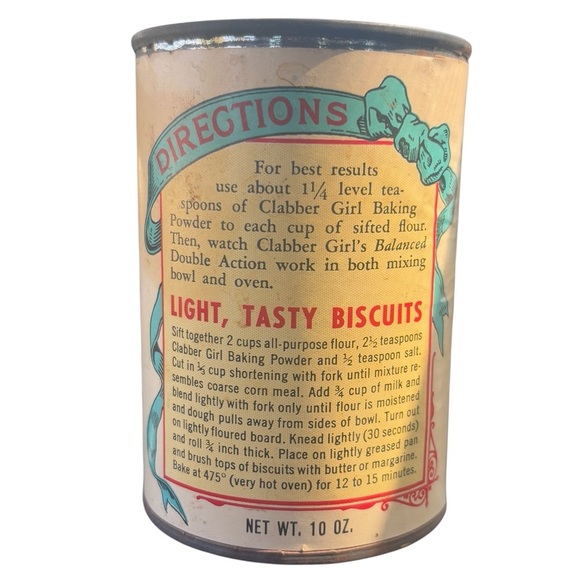 DIRECTIONS
For best results
use about 1¼ level tea-
spoons of Clabber Girl Baking
Powder to each cup of sifted flour.
Then, watch Clabber Girl's Balanced
Double Action work in both mixing
bowl and oven.
LIGHT, TASTY BISCUITS
Sift together 2 cups all-purpose flour, 2½ teaspoons
Clabber Girl Baking Powder and ½ teaspoon salt.
Cut in ⅓ cup shortening with fork until mixture re-
sembles coarse corn meal. Add ¾ cup of milk and
blend lightly with fork only until flour is moistened
and dough pulls away from sides of bowl. Turn out
on lightly floured board. Knead lightly (30 seconds)
and roll ¾ inch thick. Place on lightly greased pan
and brush tops of biscuits with butter or margarine.
Bake at 475° (very hot oven) for 12 to 15 minutes.
NET WT. 10 OZ.